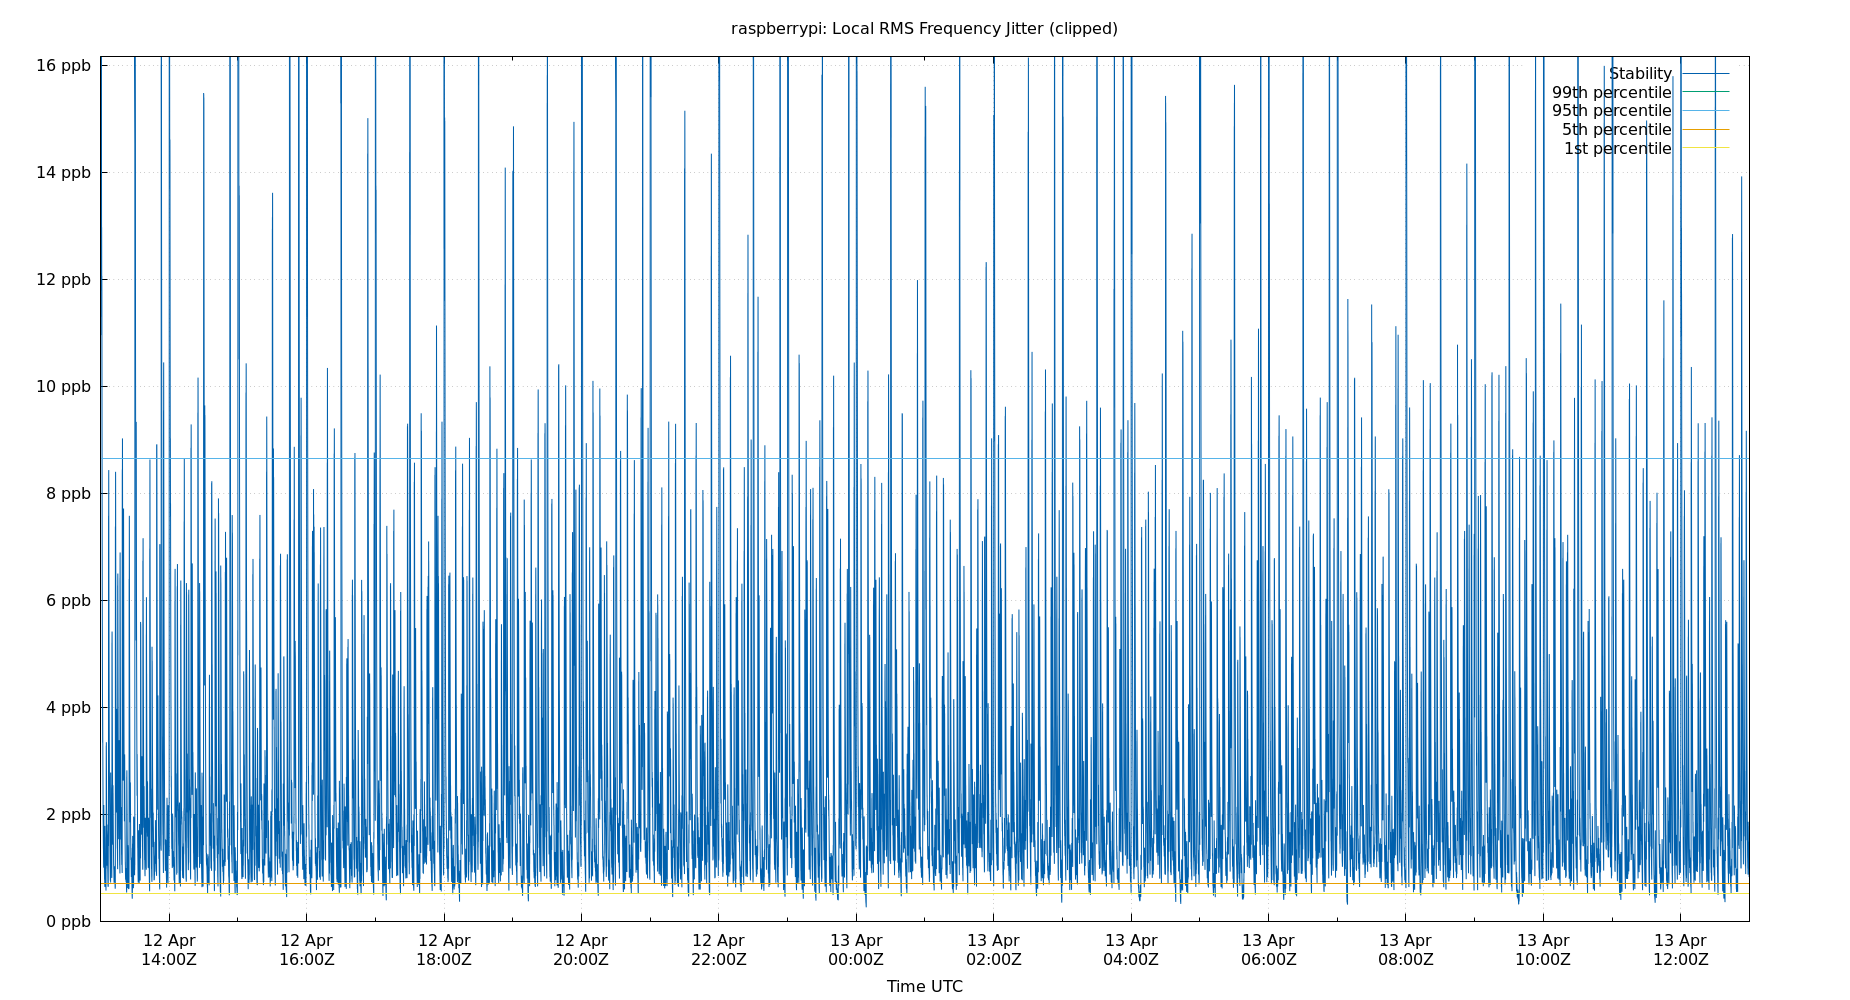 raspberrypi: Local RMS Frequency Jitter (clipped)
16 ppb
14 ppb
12 ppb
10 ppb
8 ppb
6 ppb
4 ppb
2 ppb
0 ppb
Stability
99th percentile
95th percentile
5th percentile
1st percentile
12 Apr 12 Apr 12 Apr 12 Apr 12 Apr 13 Apr 13 Apr 13 Apr 13 Apr 13 Apr 13 Apr 13 Apr
14:00Z 16:00Z 18:00Z 20:00Z 22:00Z 00:00Z 02:00Z 04:00Z 06:00Z 08:00Z 10:00Z 12:00Z
Time UTC